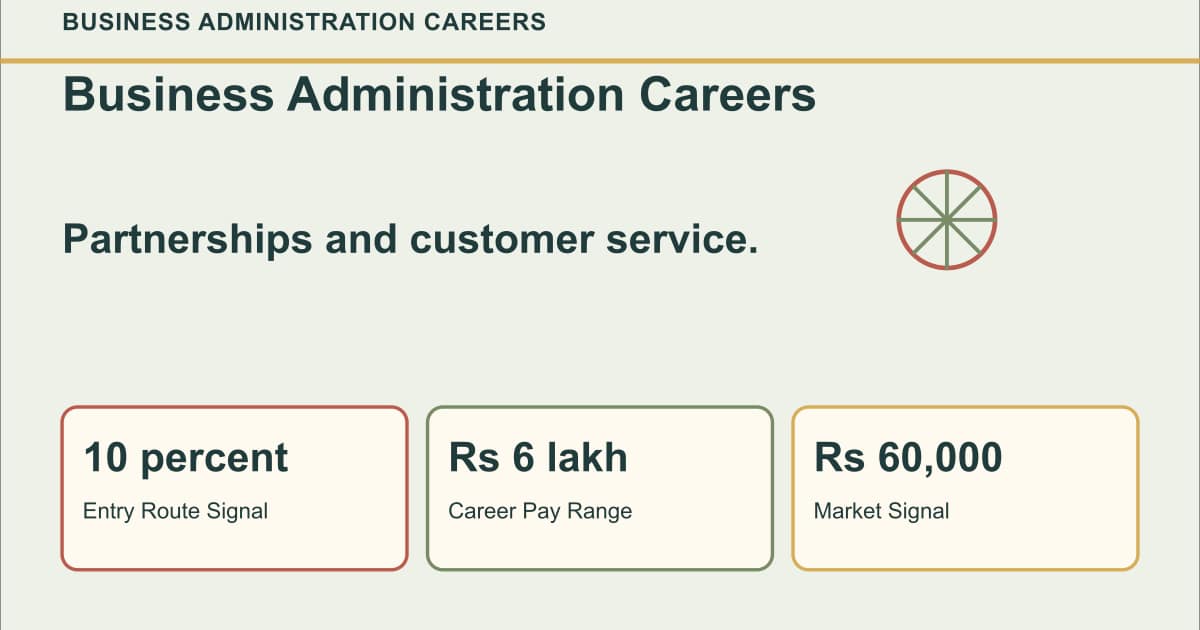 BUSINESS ADMINISTRATION CAREERS
Business Administration Careers
Partnerships and customer service.
10 percent
Entry Route Signal
Rs 6 lakh
Career Pay Range
Rs 60,000
Market Signal